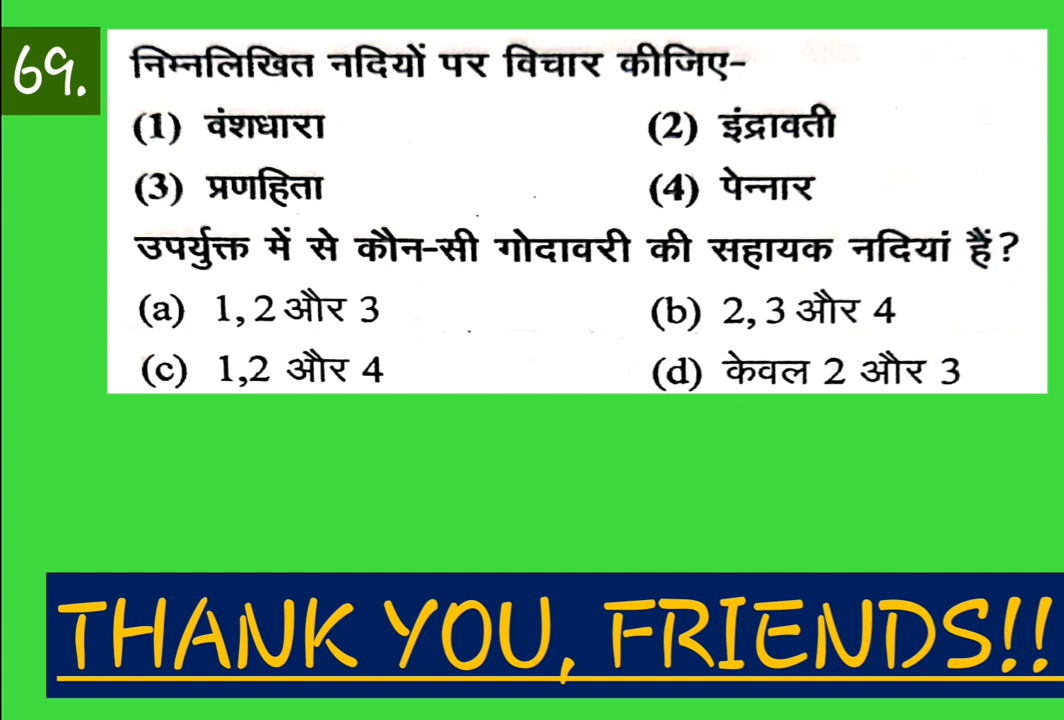 69.
निम्नलिखित नदियों पर विचार कीजिए-
(1) वंशधारा (2) इंद्रावती
(3) प्रणहिता (4) पेन्नार
उपर्युक्त में से कौन-सी गोदावरी की सहायक नदियां हैं?
(a) 1, 2 और 3 (b) 2, 3 और 4
(c) 1,2 और 4 (d) केवल 2 और 3
THANK YOU, FRIENDS!!